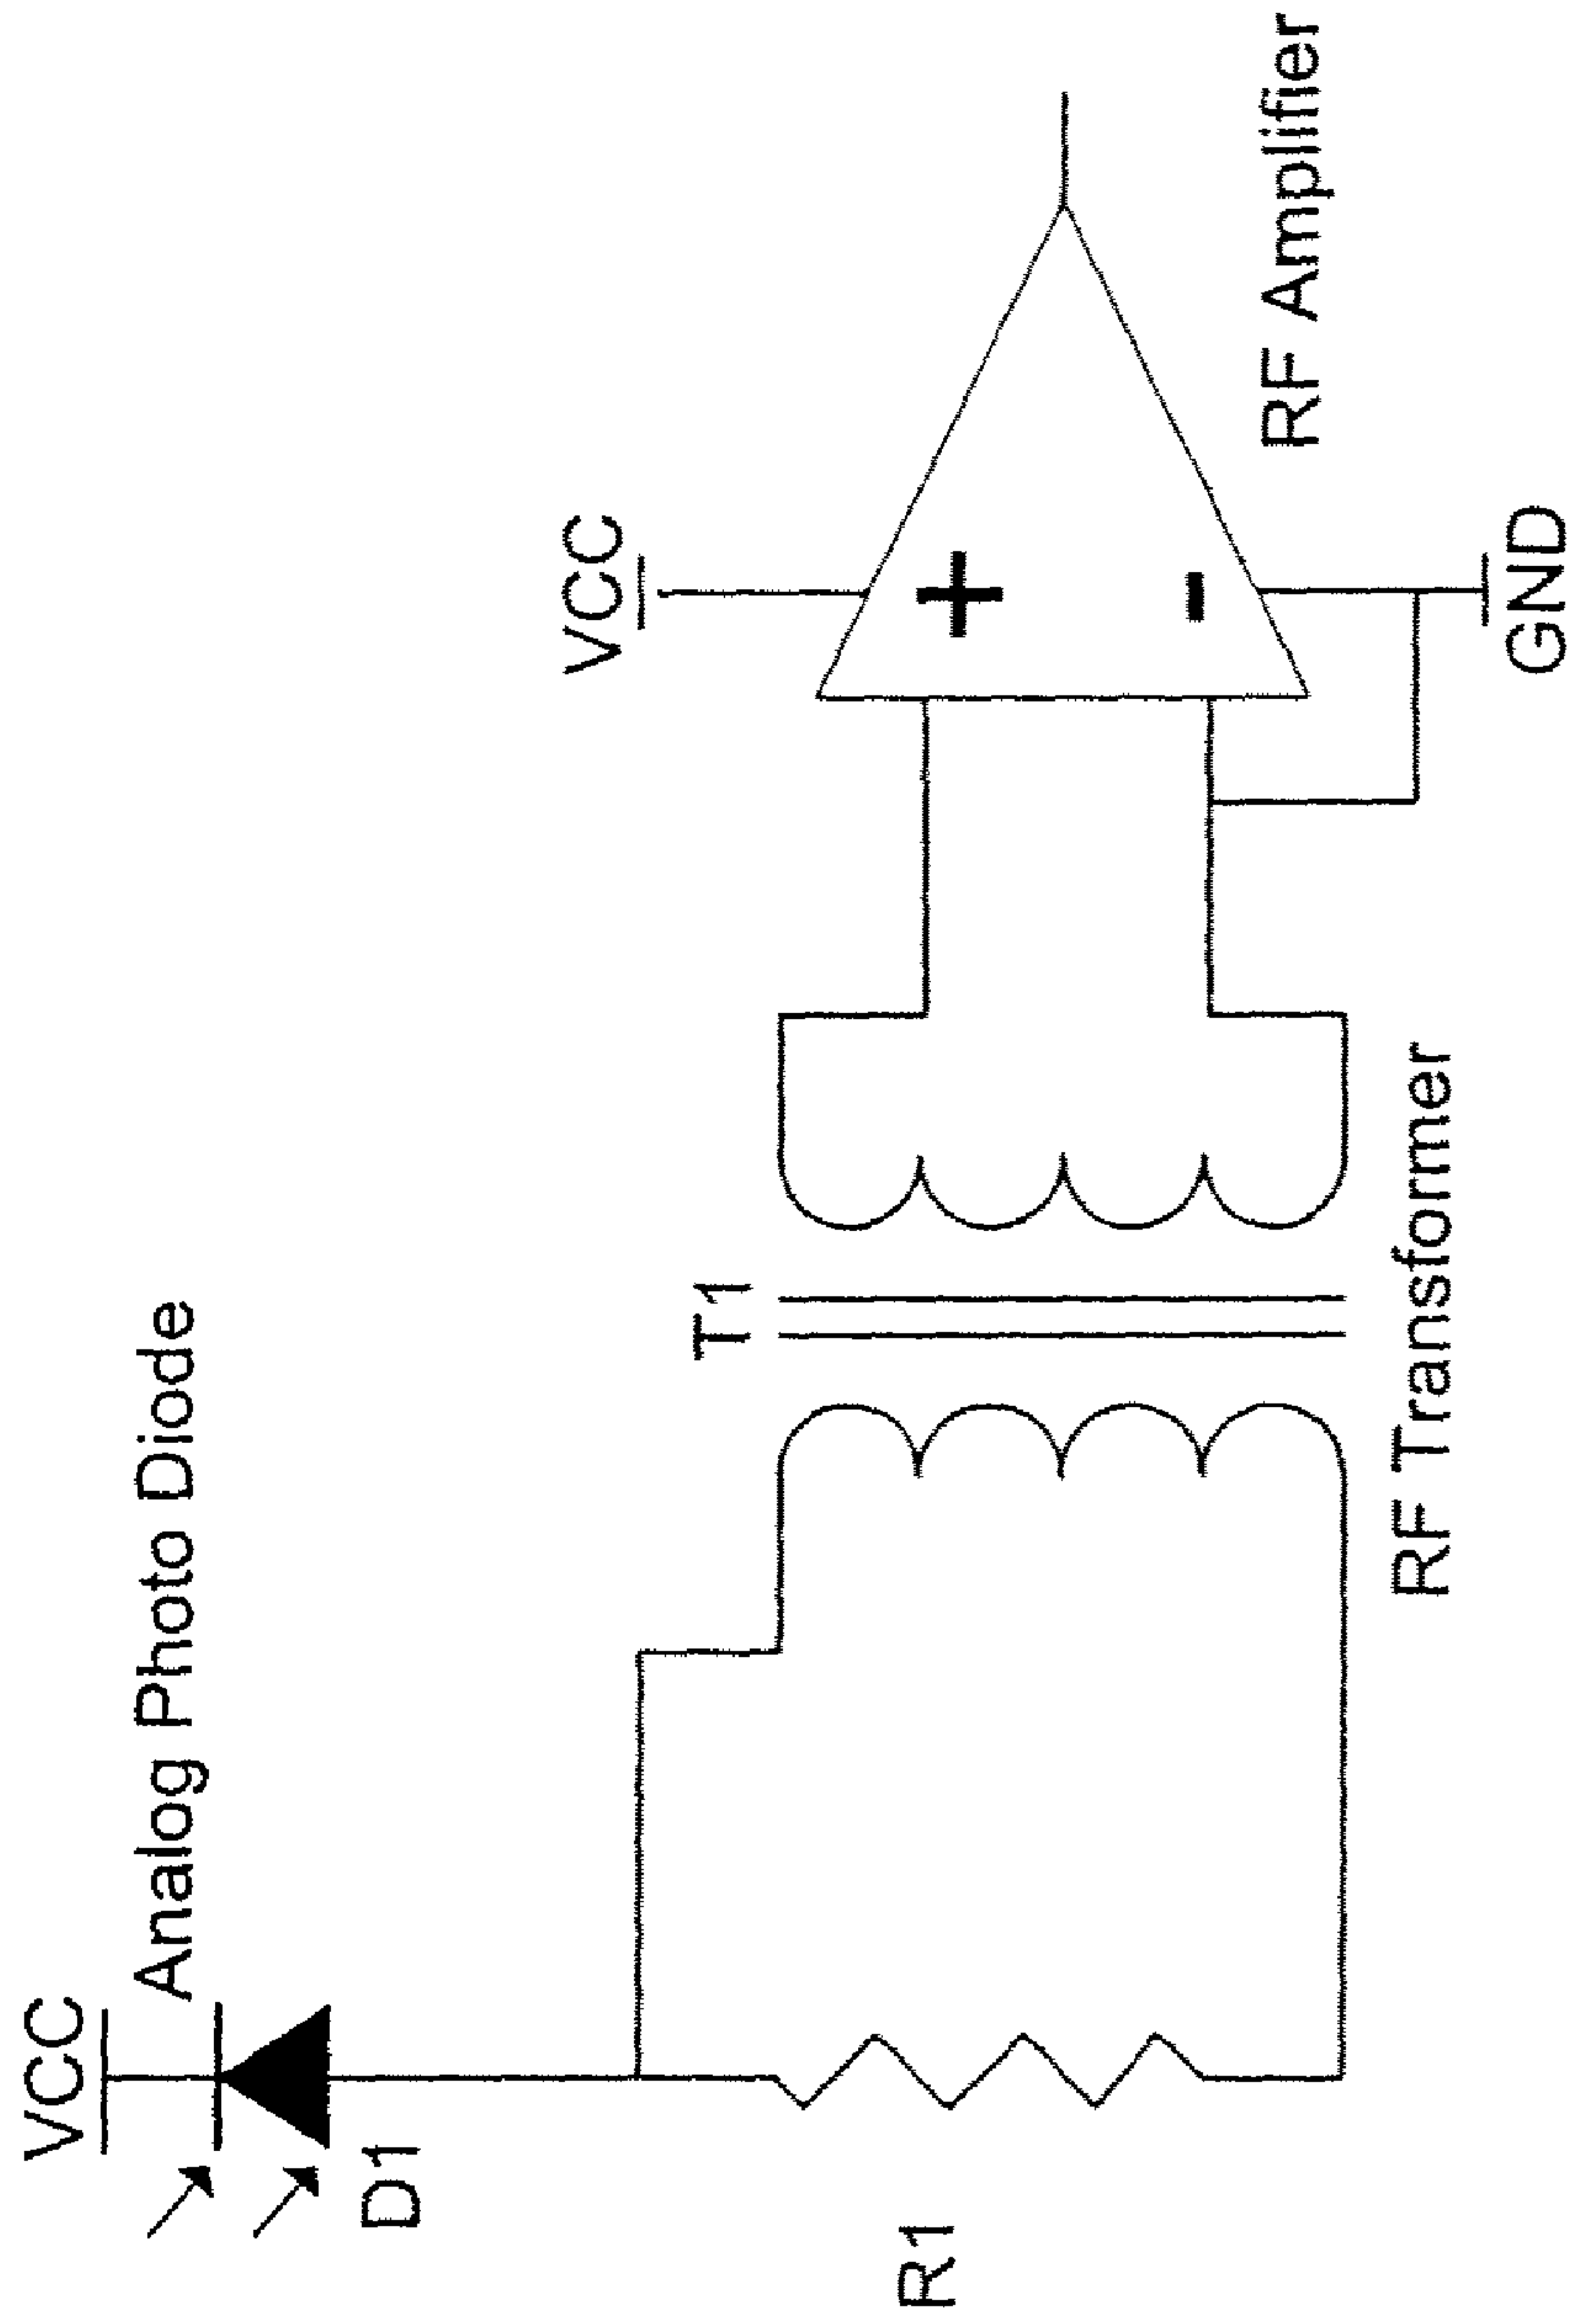 VCC
Analog Photo Diode
D1
R1
T1
RF Transformer
VCC
+
-
GND
RF Amplifier